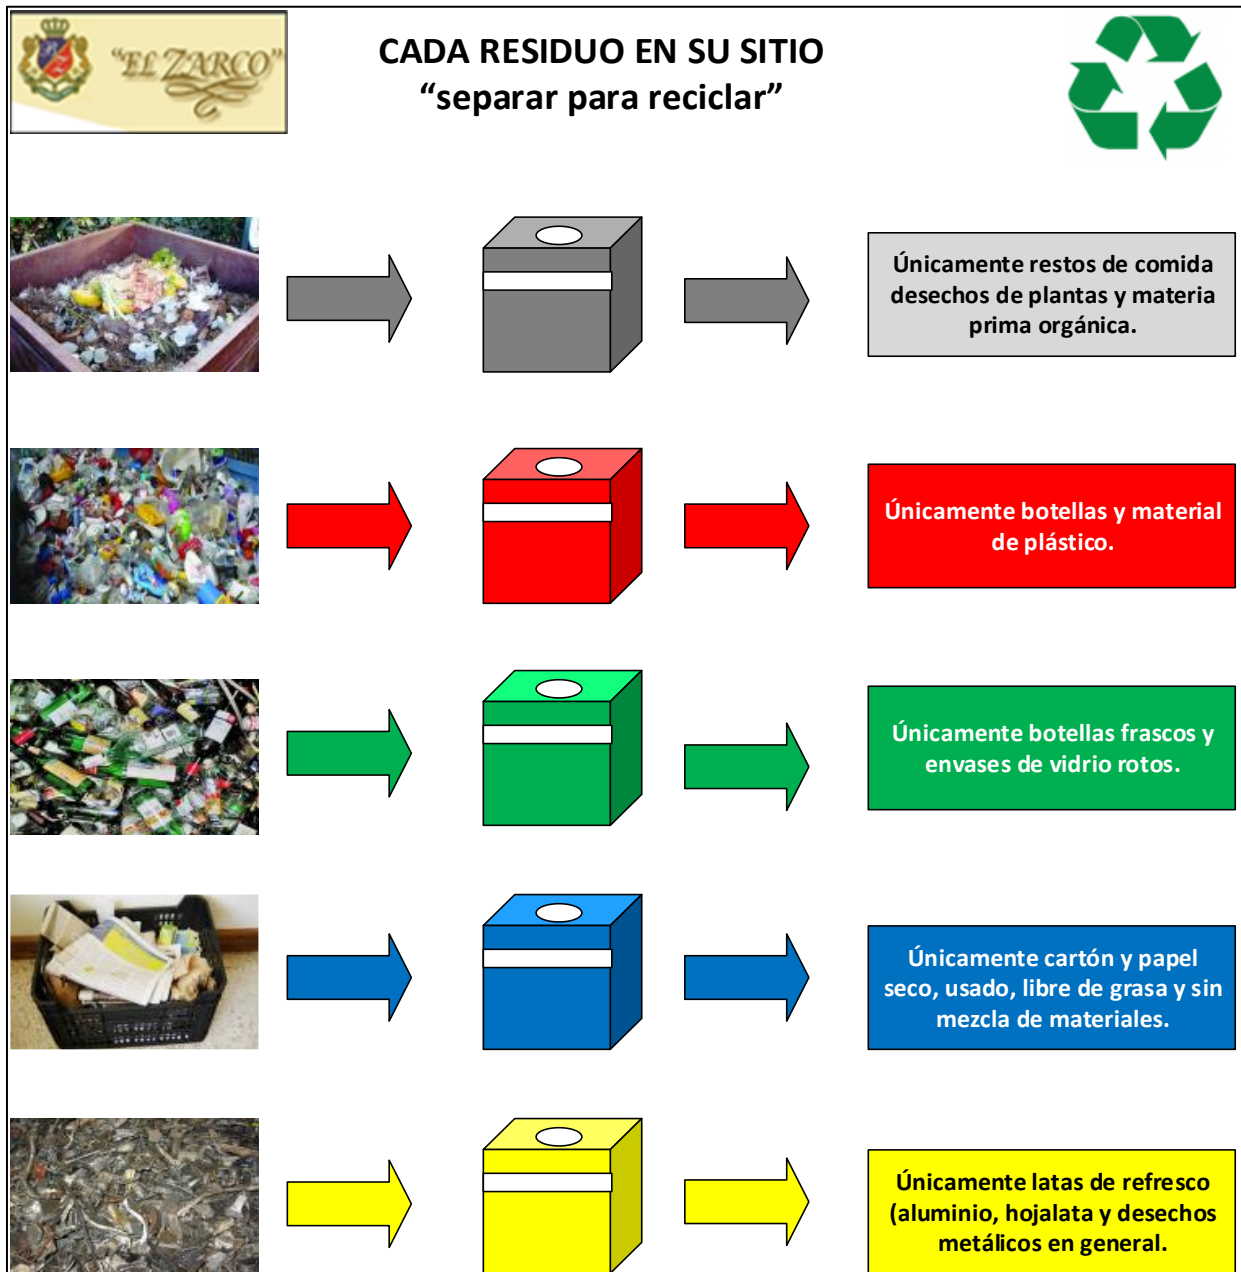 "EL ZARCO"
CADA RESIDUO EN SU SITIO
“separar para reciclar”
Únicamente restos de comida
desechos de plantas y materia
prima orgánica.
Únicamente botellas y material
de plástico.
Únicamente botellas frascos y
envases de vidrio rotos.
Únicamente cartón y papel
seco, usado, libre de grasa y sin
mezcla de materiales.
Únicamente latas de refresco
(aluminio, hojalata y desechos
metálicos en general.